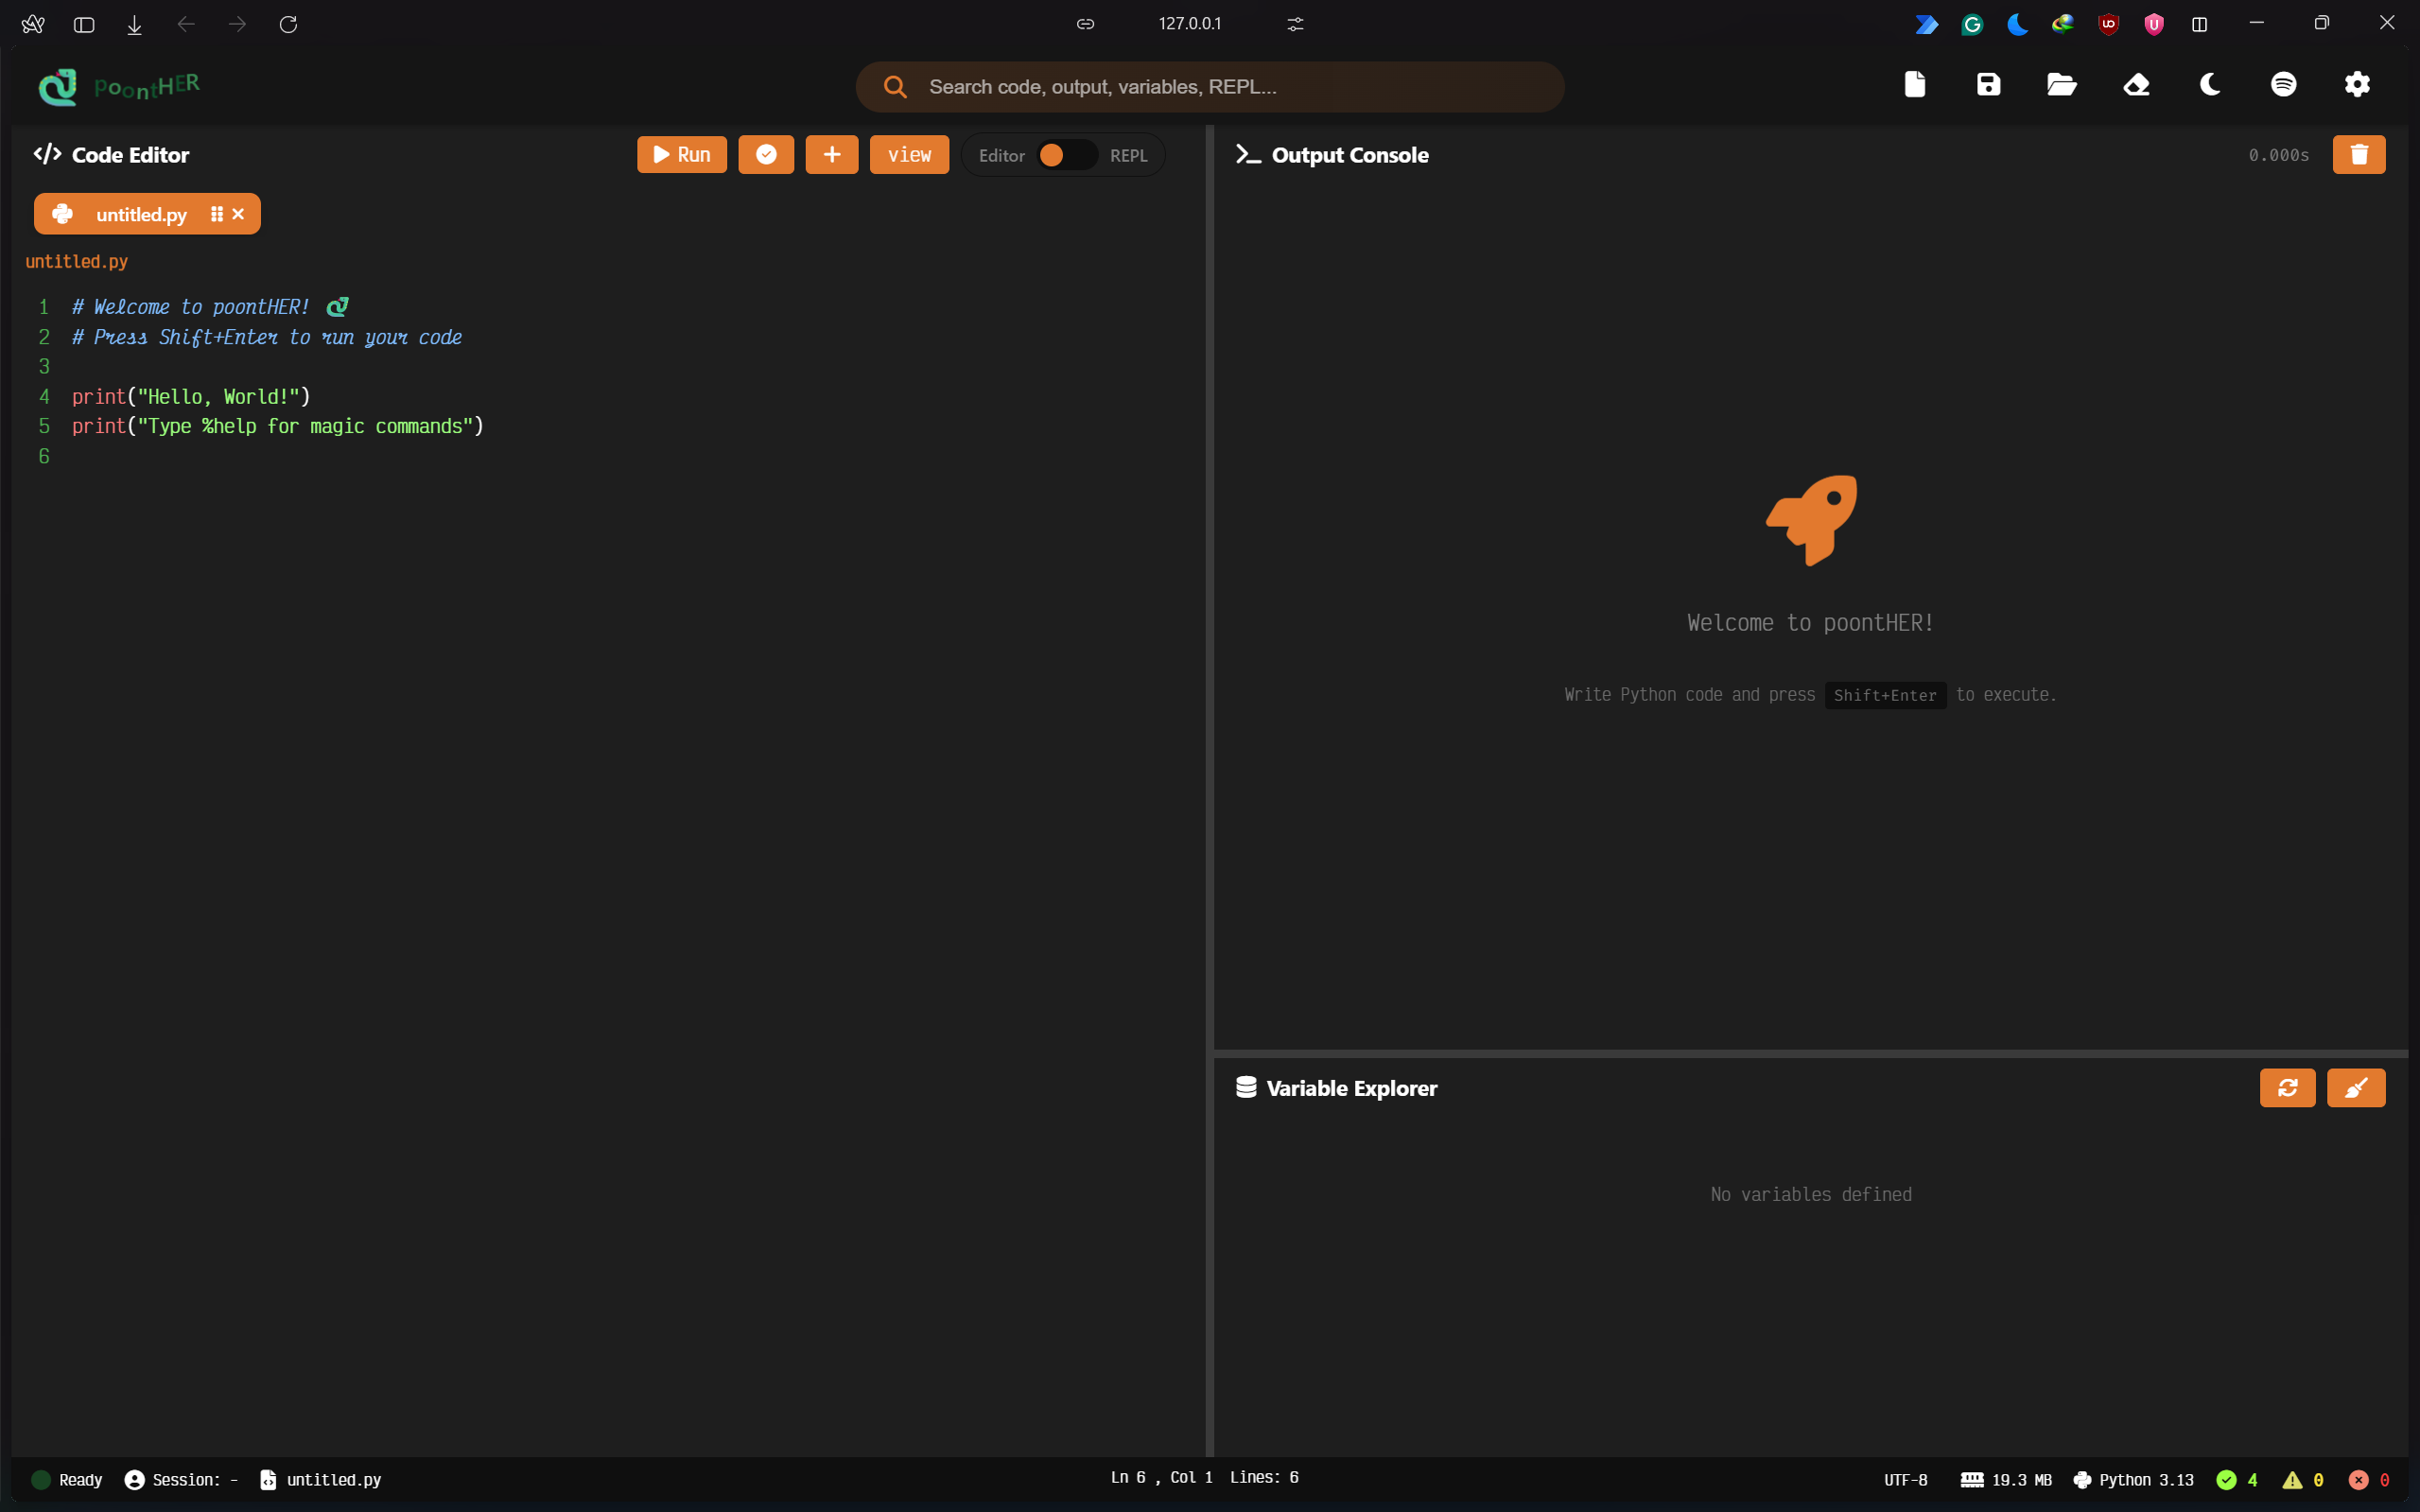 127.0.0.1
poontHER
Search code, output, variables, REPL...
</> Code Editor
Run
view
Editor
REPL
Output Console
0.000s
untitled.py
untitled.py
1 # Welcome to poontHER!
2 # Press Shift+Enter to run your code
3
4 print("Hello, World!")
5 print("Type %help for magic commands")
6
Welcome to poontHER!
Write Python code and press Shift+Enter to execute.
Variable Explorer
No variables defined
Ready
Session: -
untitled.py
Ln 6 , Col 1 Lines: 6
UTF-8
19.3 MB
Python 3.13
4
0
0